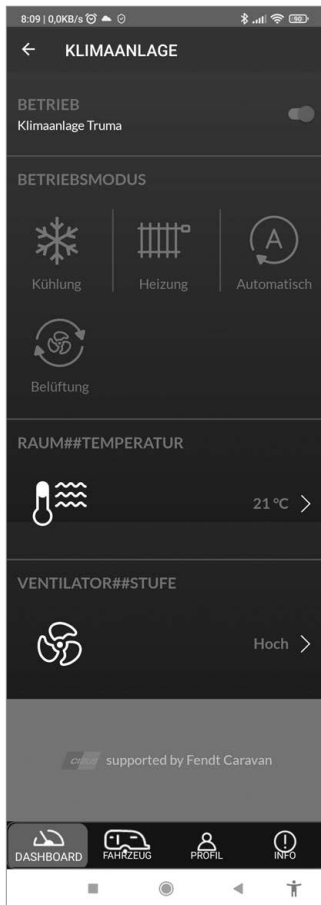 8:09 | 0,0KB/s
90
KLIMAANLAGE
BETRIEB
Klimaanlage Truma
BETRIEBSMODUS
Kühlung
Heizung
A
Automatisch
Belüftung
RAUM##TEMPERATUR
21 °C
VENTILATOR##STUFE
Hoch
supported by Fendt Caravan
DASHBOARD FAHRZEUG PROFIL INFO